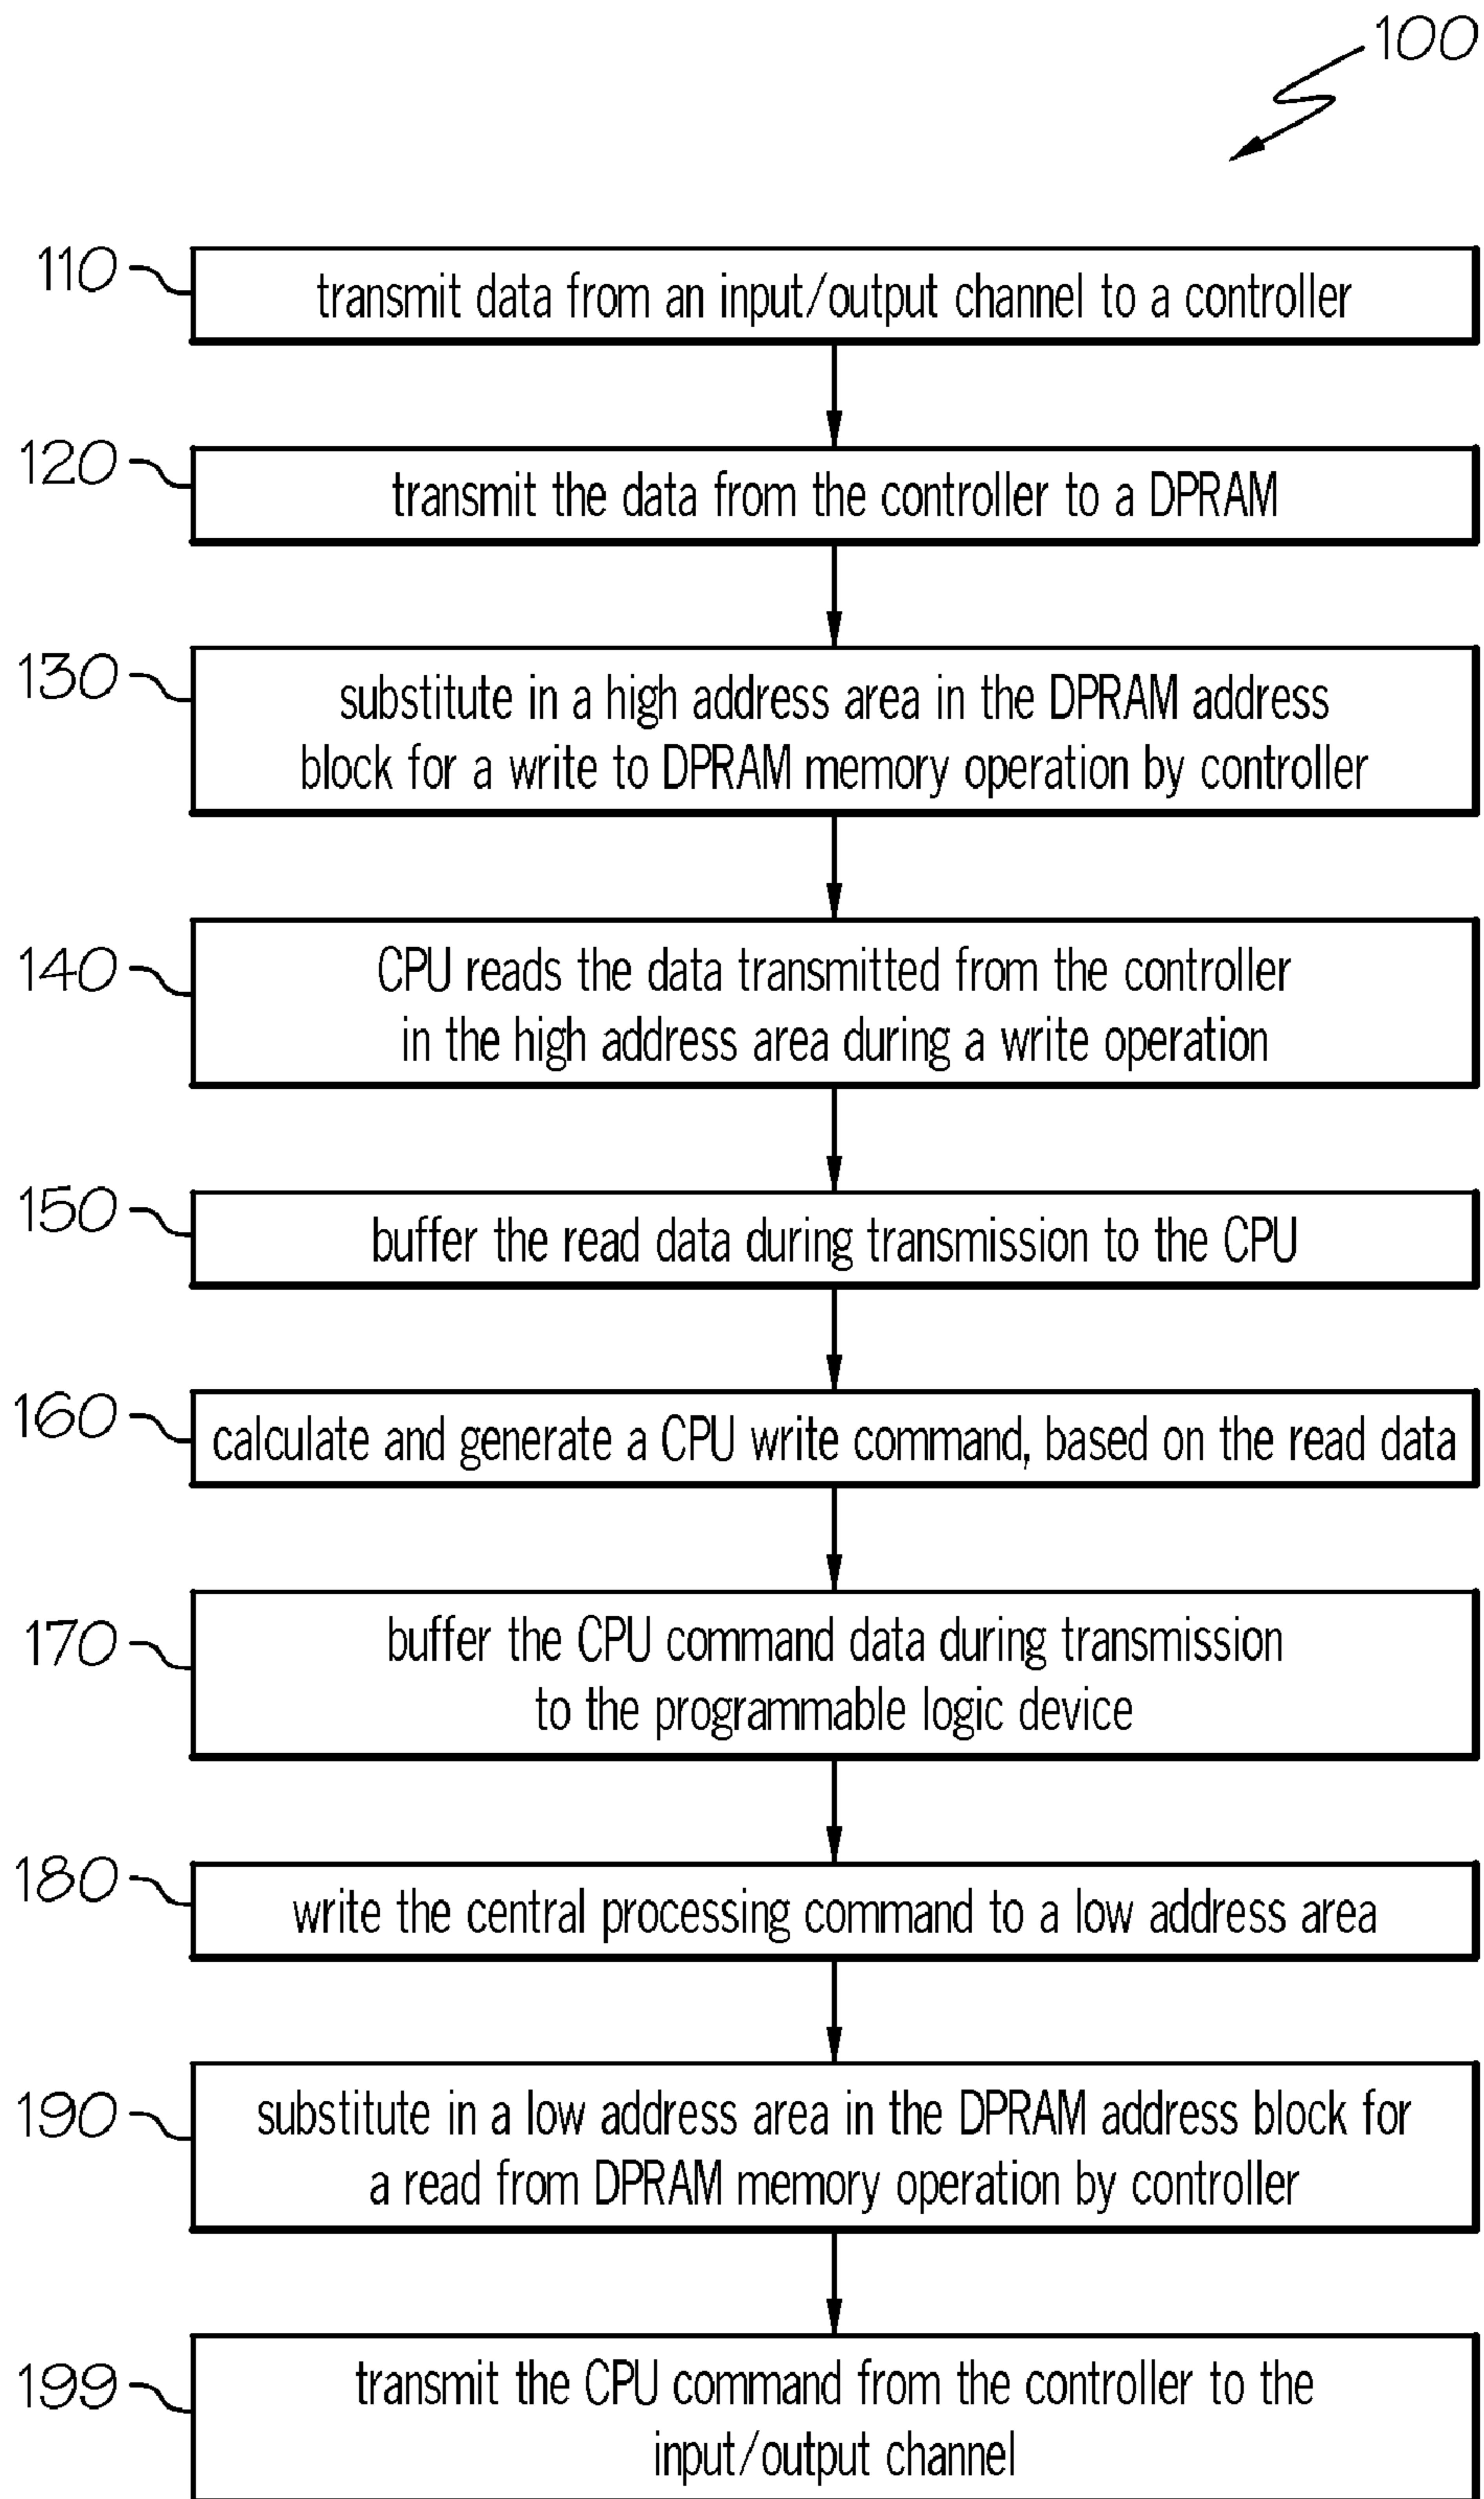 100
110
transmit data from an input/output channel to a controller
120
transmit the data from the controller to a DPRAM
130
substitute in a high address area in the DPRAM address
block for a write to DPRAM memory operation by controller
140
CPU reads the data transmitted from the controller
in the high address area during a write operation
150
buffer the read data during transmission to the CPU
160
calculate and generate a CPU write command, based on the read data
170
buffer the CPU command data during transmission
to the programmable logic device
180
write the central processing command to a low address area
190
substitute in a low address area in the DPRAM address block for
a read from DPRAM memory operation by controller
199
transmit the CPU command from the controller to the
input/output channel